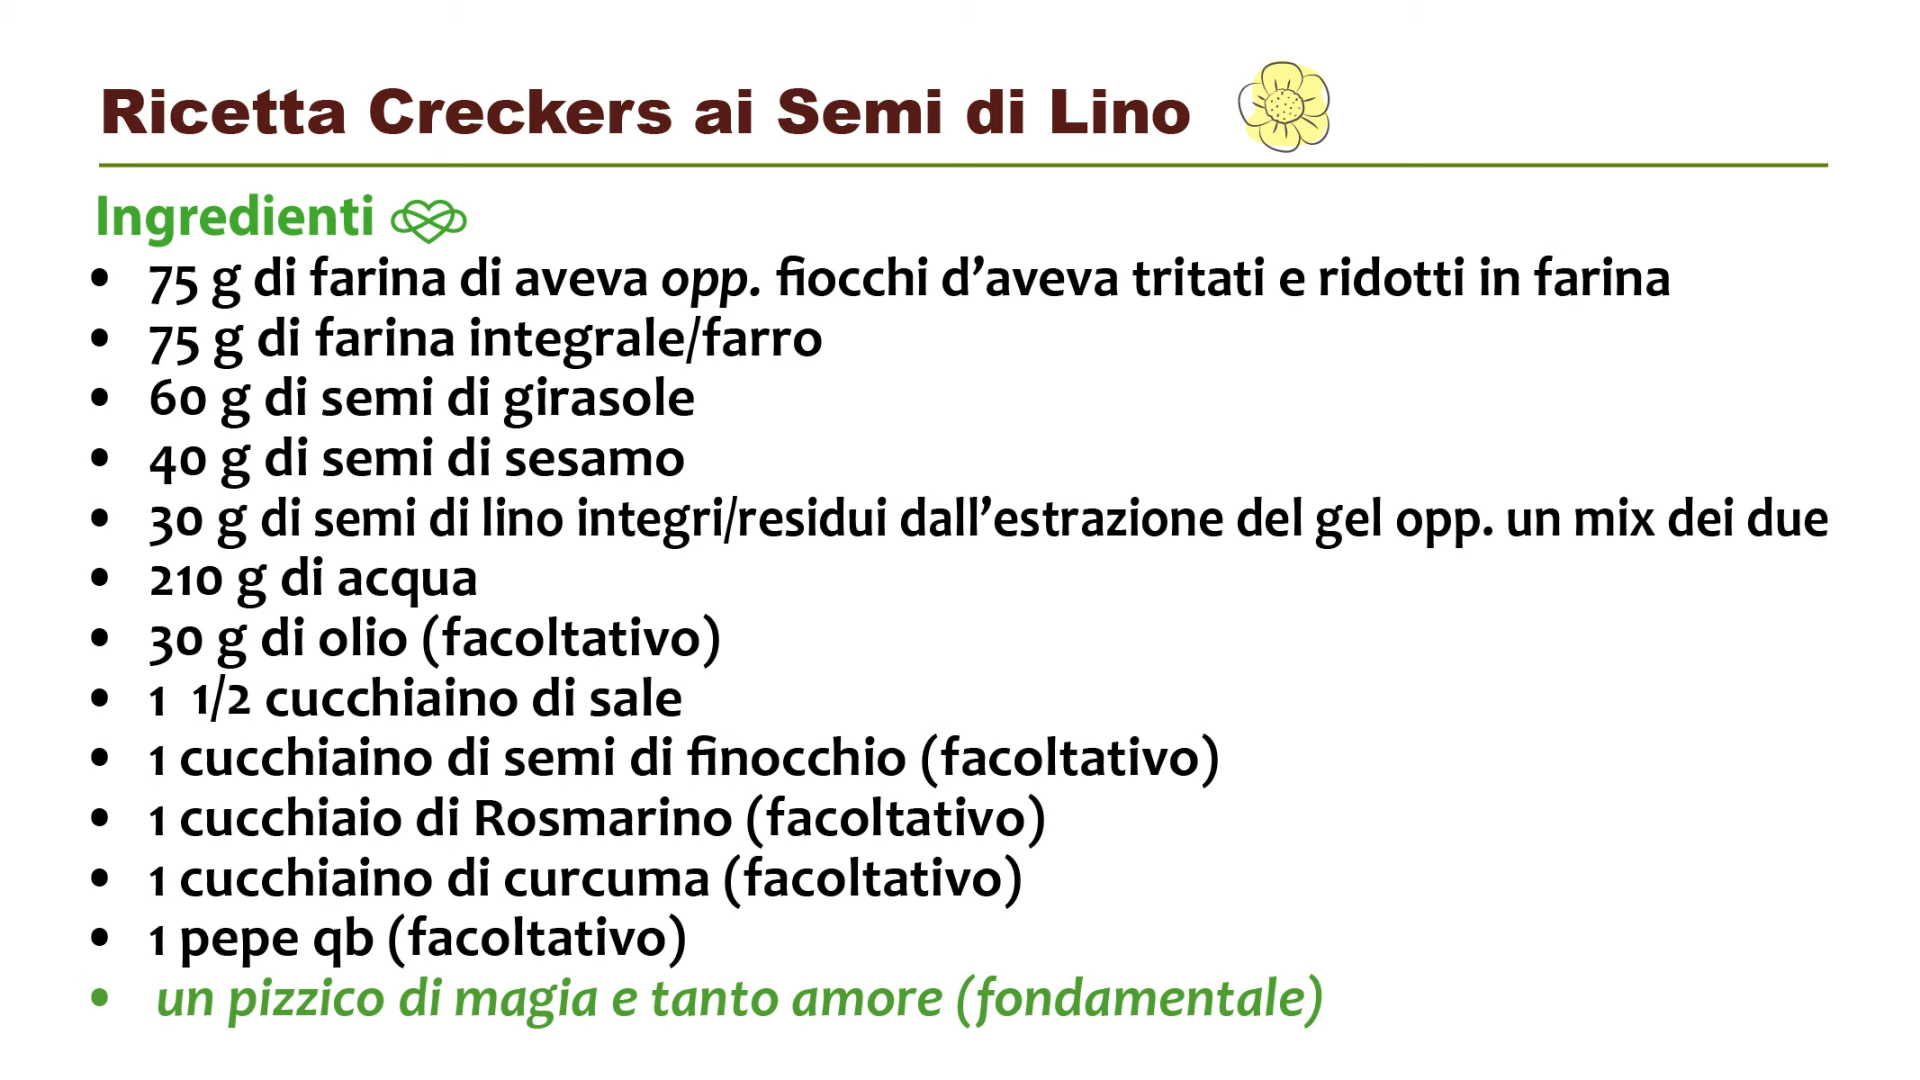 Ricetta Creckers ai Semi di Lino
Ingredienti
• 75 g di farina di aveva opp. fiocchi d’aveva tritati e ridotti in farina
• 75 g di farina integrale/farro
• 60 g di semi di girasole
• 40 g di semi di sesamo
• 30 g di semi di lino integri/residui dall’estrazione del gel opp. un mix dei due
• 210 g di acqua
• 30 g di olio (facoltativo)
• 1 1/2 cucchiaino di sale
• 1 cucchiaino di semi di finocchio (facoltativo)
• 1 cucchiaio di Rosmarino (facoltativo)
• 1 cucchiaino di curcuma (facoltativo)
• 1 pepe qb (facoltativo)
• un pizzico di magia e tanto amore (fondamentale)